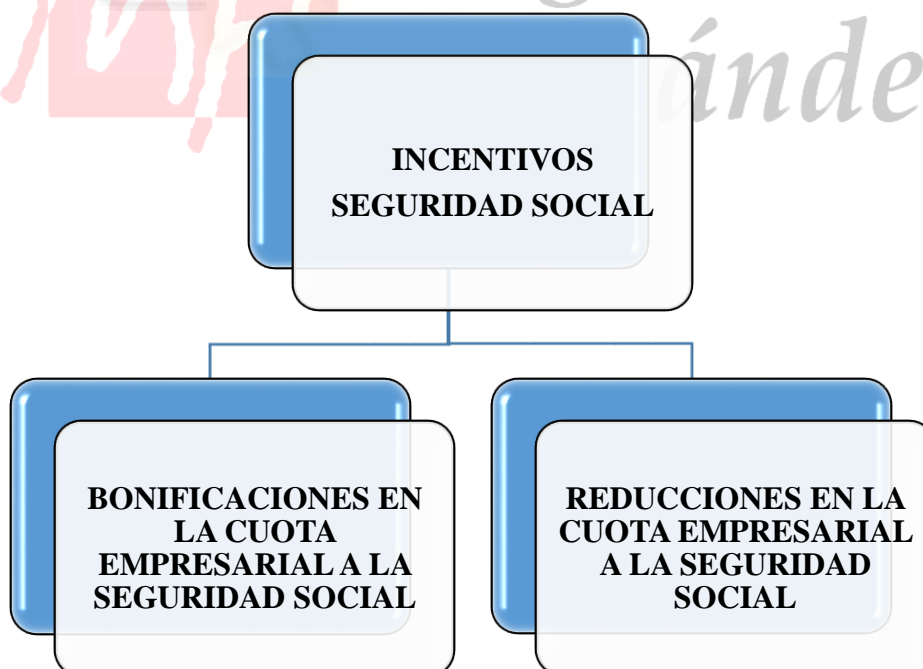 ánde
INCENTIVOS
SEGURIDAD SOCIAL
BONIFICACIONES EN
LA CUOTA
EMPRESARIAL A LA
SEGURIDAD SOCIAL
REDUCCIONES EN LA
CUOTA EMPRESARIAL
A LA SEGURIDAD
SOCIAL